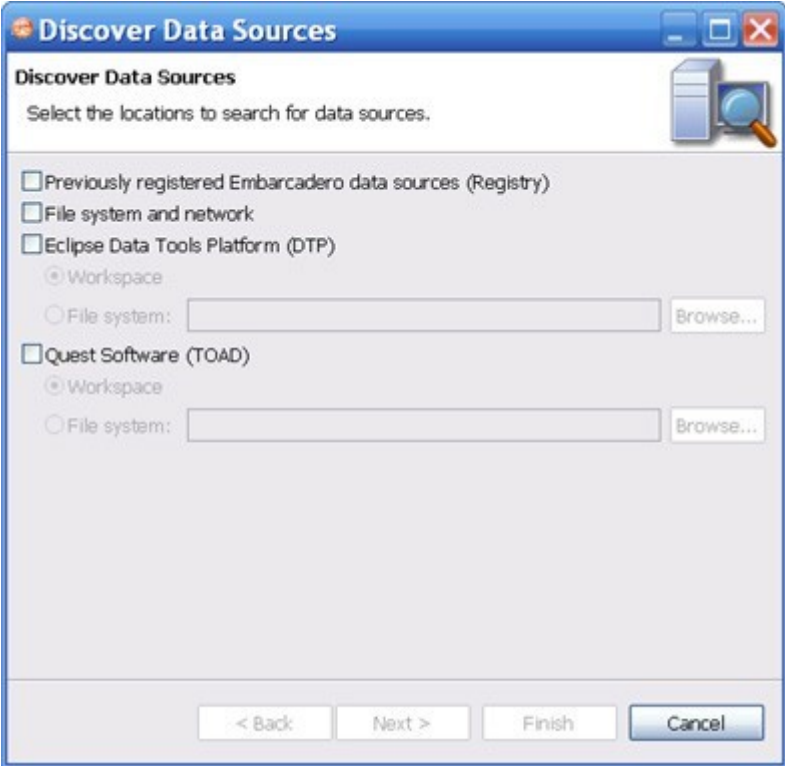 Discover Data Sources
Discover Data Sources
Select the locations to search for data sources.
Previously registered Embarcadero data sources (Registry)
File system and network
Eclipse Data Tools Platform (DTP)
Workspace
File system: Browse...
Quest Software (TOAD)
Workspace
File system: Browse...
< Back Next > Finish Cancel